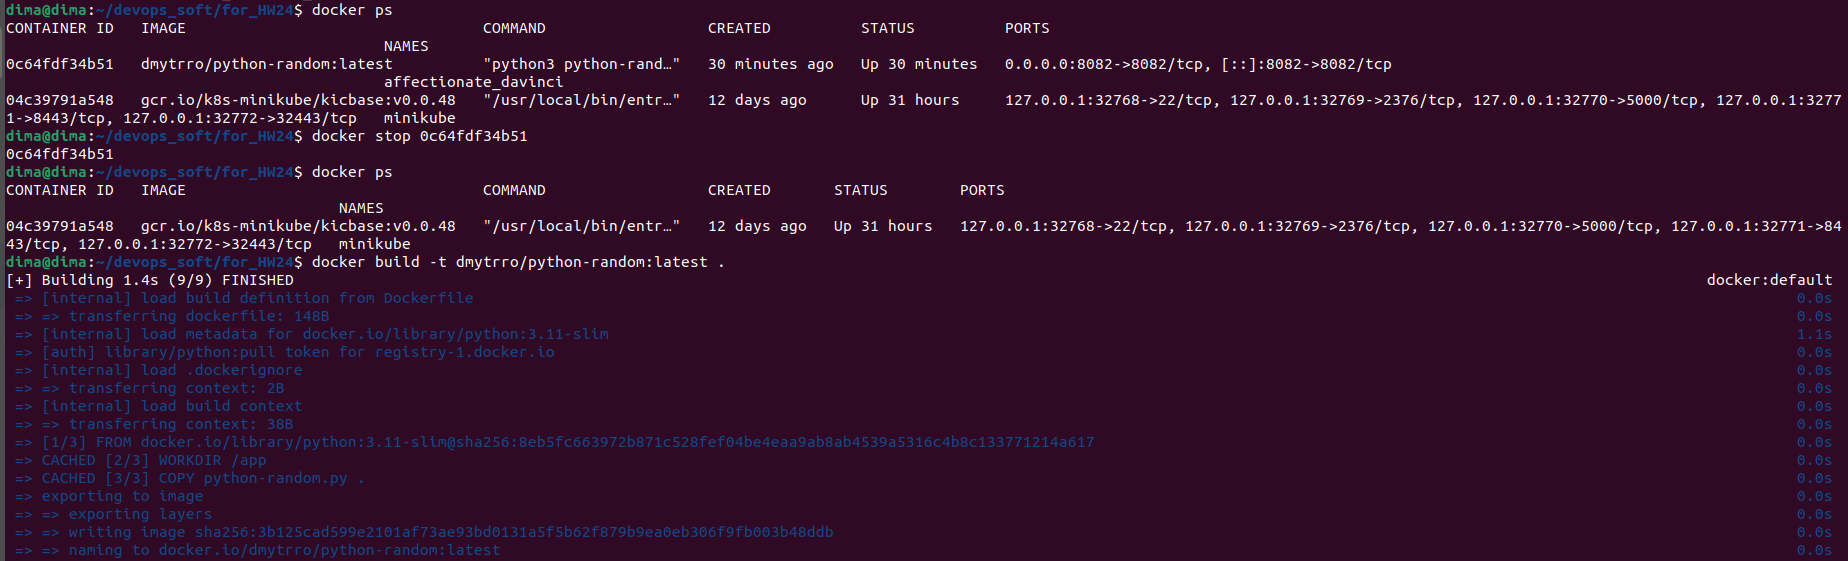 dima@dima:~/devops_soft/for_HW24$ docker ps
CONTAINER ID   IMAGE                                 COMMAND                  CREATED          STATUS          PORTS
                                          NAMES
0c64fdf34b51   dmytrro/python-random:latest          "python3 python-rand…"   30 minutes ago   Up 30 minutes   0.0.0.0:8082->8082/tcp, [::]:8082->8082/tcp
                                          affectionate_davinci
04c39791a548   gcr.io/k8s-minikube/kicbase:v0.0.48   "/usr/local/bin/entr…"   12 days ago      Up 31 hours     127.0.0.1:32768->22/tcp, 127.0.0.1:32769->2376/tcp, 127.0.0.1:32770->5000/tcp, 127.0.0.1:3277
1->8443/tcp, 127.0.0.1:32772->32443/tcp   minikube
dima@dima:~/devops_soft/for_HW24$ docker stop 0c64fdf34b51
0c64fdf34b51
dima@dima:~/devops_soft/for_HW24$ docker ps
CONTAINER ID   IMAGE                                 COMMAND                  CREATED       STATUS        PORTS
                                     NAMES
04c39791a548   gcr.io/k8s-minikube/kicbase:v0.0.48   "/usr/local/bin/entr…"   12 days ago   Up 31 hours   127.0.0.1:32768->22/tcp, 127.0.0.1:32769->2376/tcp, 127.0.0.1:32770->5000/tcp, 127.0.0.1:32771->84
43/tcp, 127.0.0.1:32772->32443/tcp   minikube
dima@dima:~/devops_soft/for_HW24$ docker build -t dmytrro/python-random:latest .
[+] Building 1.4s (9/9) FINISHED                                                                docker:default
 => [internal] load build definition from Dockerfile                                                      0.0s
 => => transferring dockerfile: 148B                                                                      0.0s
 => [internal] load metadata for docker.io/library/python:3.11-slim                                       1.1s
 => [auth] library/python:pull token for registry-1.docker.io                                             0.0s
 => [internal] load .dockerignore                                                                         0.0s
 => => transferring context: 2B                                                                           0.0s
 => [internal] load build context                                                                         0.0s
 => => transferring context: 38B                                                                          0.0s
 => [1/3] FROM docker.io/library/python:3.11-slim@sha256:8eb5fc663972b871c528fef04be4eaa9ab8ab4539a5316c4b8c133771214a617   0.0s
 => CACHED [2/3] WORKDIR /app                                                                             0.0s
 => CACHED [3/3] COPY python-random.py .                                                                  0.0s
 => exporting to image                                                                                    0.0s
 => => exporting layers                                                                                   0.0s
 => => writing image sha256:3b125cad599e2101af73ae93bd0131a5f5b62f879b9ea0eb306f9fb003b48ddb              0.0s
 => => naming to docker.io/dmytrro/python-random:latest                                                   0.0s